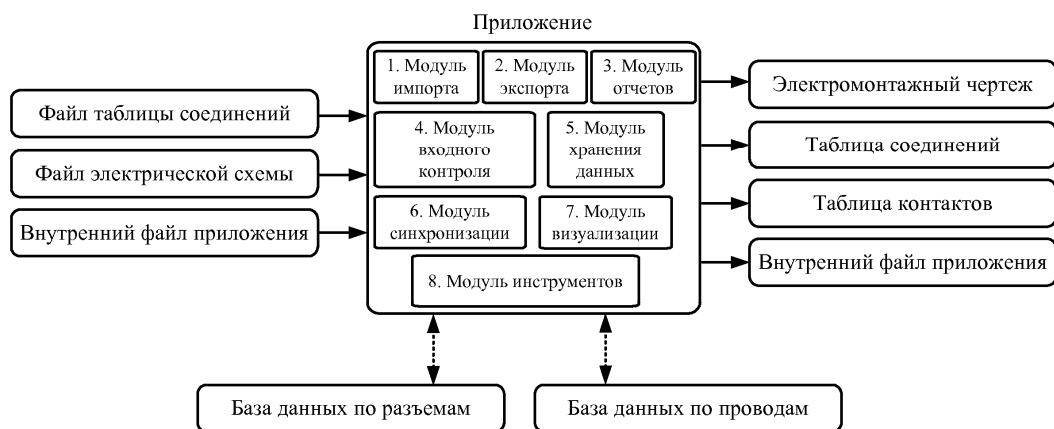 Приложение
1. Модуль
импорта
2. Модуль
экспорта
3. Модуль
отчетов
4. Модуль
входного
контроля
5. Модуль
хранения
данных
6. Модуль
синхронизации
7. Модуль
визуализации
8. Модуль инструментов
Файл таблицы соединений
Файл электрической схемы
Внутренний файл приложения
Электромонтажный чертеж
Таблица соединений
Таблица контактов
Внутренний файл приложения
База данных по разъемам
База данных по проводам